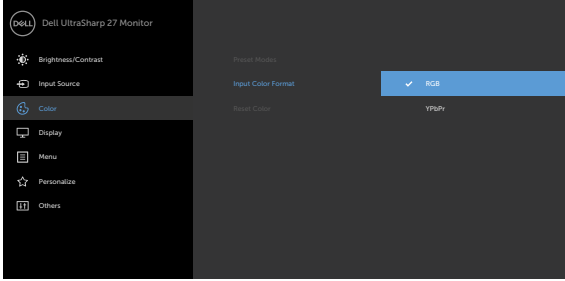 DELL Dell UltraSharp 27 Monitor
Brightness/Contrast Preset Modes
Input Source Input Color Format RGB
Color Reset Color YPbPr
Display
Menu
Personalize
Others